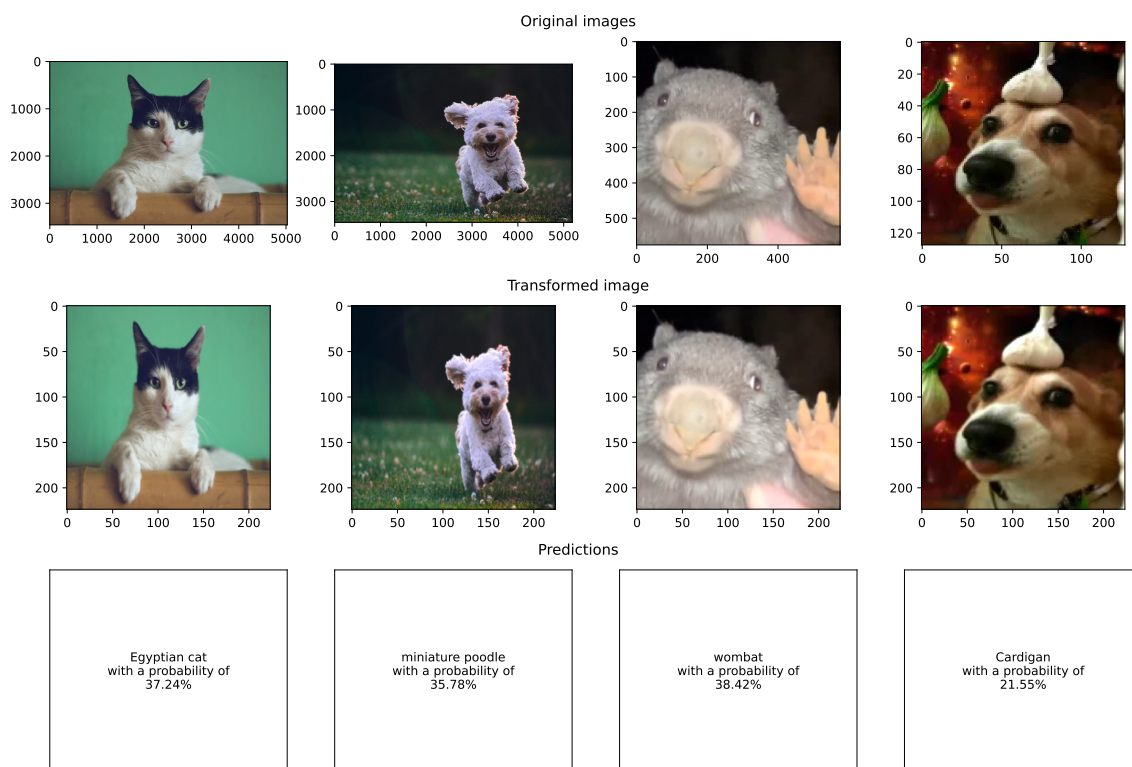 Original images
0
1000
2000
3000
0 1000 2000 3000 4000 5000
0
1000
2000
3000
0 1000 2000 3000 4000 5000
0
100
200
300
400
500
0 200 400
0
20
40
60
80
100
120
0 50 100
Transformed image
0
50
100
150
200
0 50 100 150 200
0
50
100
150
200
0 50 100 150 200
0
50
100
150
200
0 50 100 150 200
0
50
100
150
200
0 50 100 150 200
Predictions
Egyptian cat
with a probability of
37.24%
miniature poodle
with a probability of
35.78%
wombat
with a probability of
38.42%
Cardigan
with a probability of
21.55%